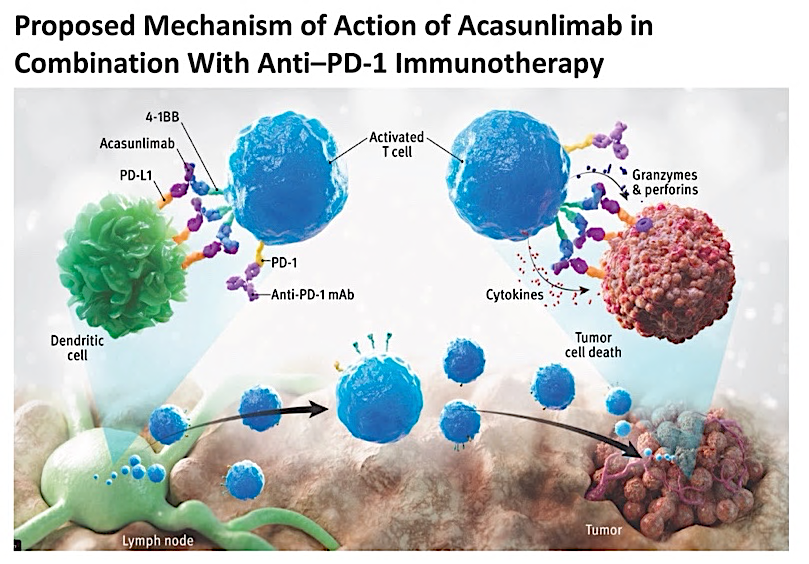 Proposed Mechanism of Action of Acasunlimab in
Combination With Anti–PD-1 Immunotherapy
4-1BB
Acasunlimab
PD-L1
Activated
T cell
Granzymes
& perforins
PD-1
Anti-PD-1 mAb
Cytokines
Dendritic
cell
Tumor
cell death
Lymph node
Tumor